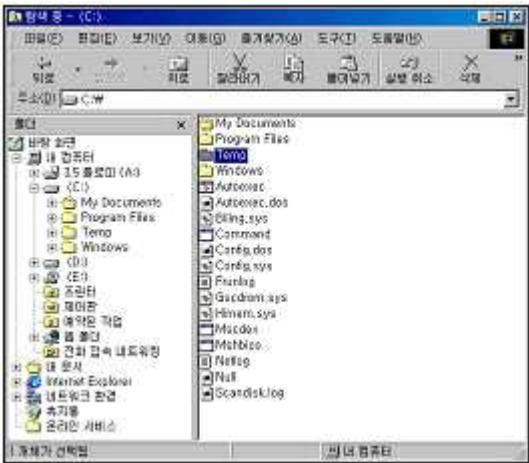 탐색 중 - (C:)
파일(F) 편집(E) 보기(V) 이동(G) 즐겨찾기(A) 도구(T) 도움말(H)
뒤로 위로 잘라내기 복사 붙여넣기 실행 취소 삭제
주소(D) C:₩
폴더
바탕 화면
내 컴퓨터
3.5 플로피 (A:)
(C:)
My Documents
Program Files
Temp
Windows
(D:)
(E:)
프린터
제어판
예약된 작업
웹 폴더
전화 접속 네트워킹
내 문서
Internet Explorer
네트워크 환경
휴지통
온라인 서비스
My Documents
Program Files
Temp
Windows
Autoexec
Autoexec.dos
Command
Config.dos
Config.sys
Gscdrom.sys
Himem.sys
Mscdex
Netlog
Null
Scandisk.log
개체가 선택됨
내 컴퓨터